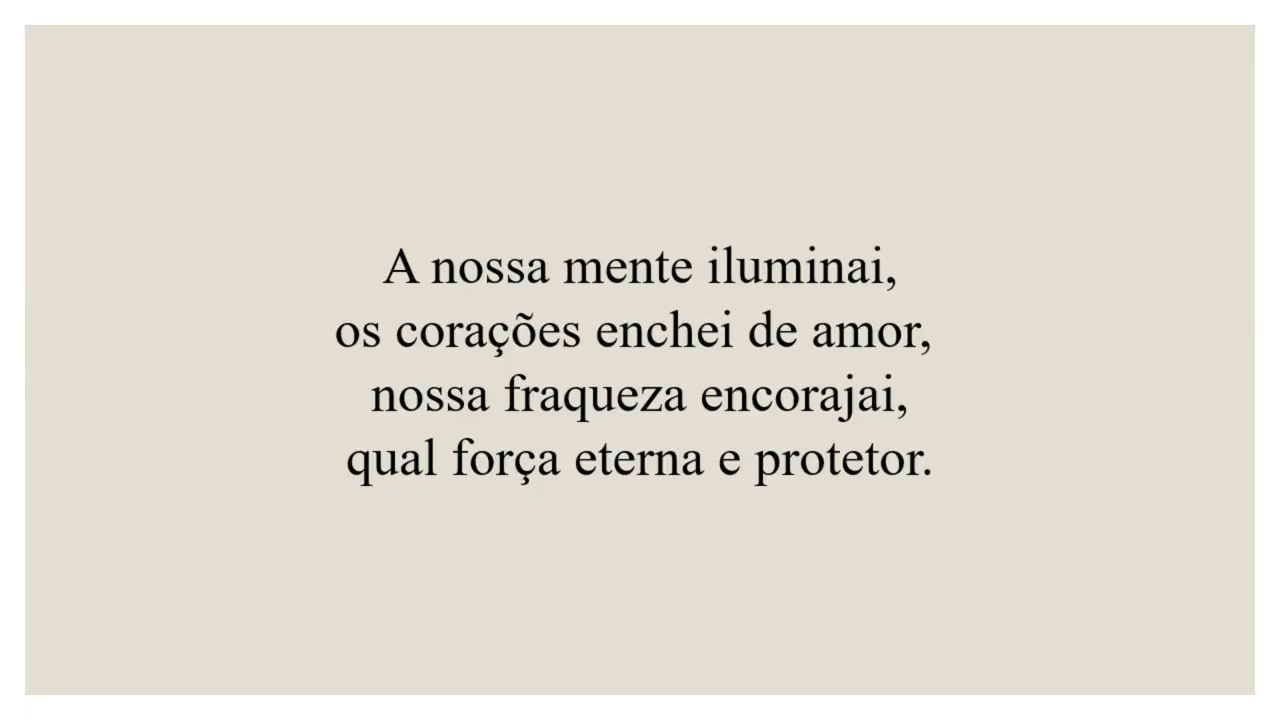 A nossa mente iluminai,
os corações enchei de amor,
nossa fraqueza encorajai,
qual força eterna e protetor.